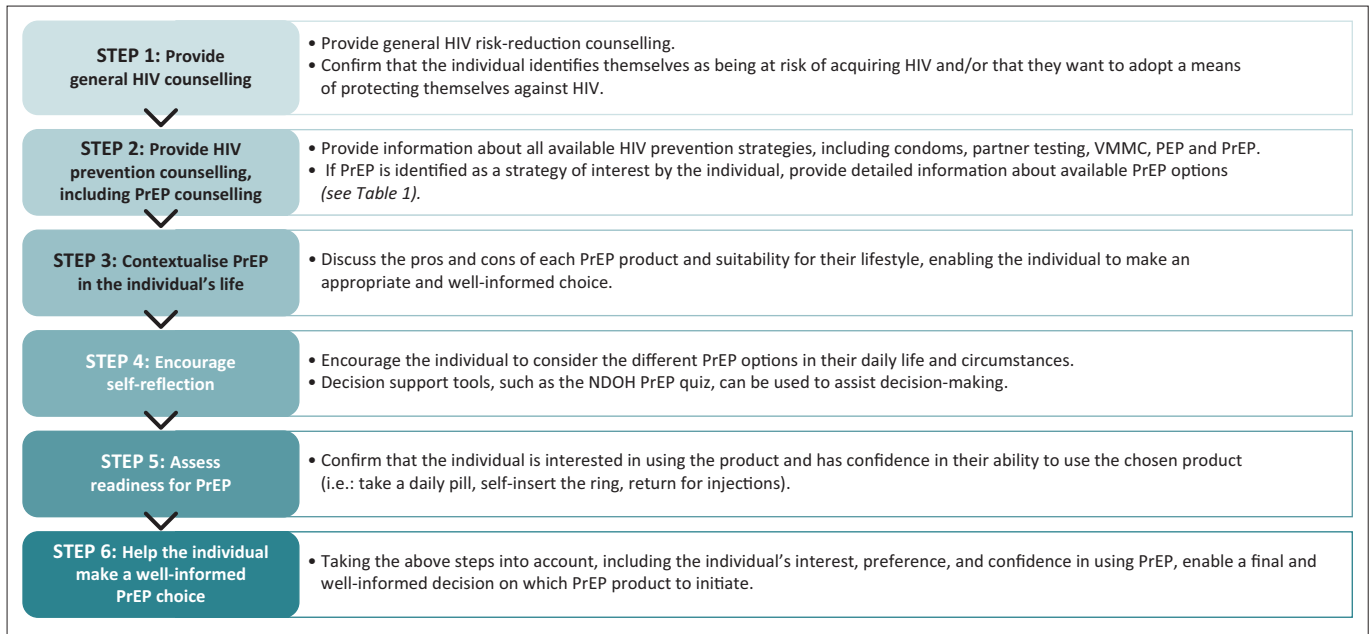 STEP 1: Provide
general HIV counselling
• Provide general HIV risk-reduction counselling.
• Confirm that the individual identifies themselves as being at risk of acquiring HIV and/or that they want to adopt a means
of protecting themselves against HIV.
STEP 2: Provide HIV
prevention counselling,
including PrEP counselling
• Provide information about all available HIV prevention strategies, including condoms, partner testing, VMMC, PEP and PrEP.
• If PrEP is identified as a strategy of interest by the individual, provide detailed information about available PrEP options
(see Table 1).
STEP 3: Contextualise PrEP
in the individual's life
• Discuss the pros and cons of each PrEP product and suitability for their lifestyle, enabling the individual to make an
appropriate and well-informed choice.
STEP 4: Encourage
self-reflection
• Encourage the individual to consider the different PrEP options in their daily life and circumstances.
• Decision support tools, such as the NDOH PrEP quiz, can be used to assist decision-making.
STEP 5: Assess
readiness for PrEP
• Confirm that the individual is interested in using the product and has confidence in their ability to use the chosen product
(i.e.: take a daily pill, self-insert the ring, return for injections).
STEP 6: Help the individual
make a well-informed
PrEP choice
• Taking the above steps into account, including the individual's interest, preference, and confidence in using PrEP, enable a final and
well-informed decision on which PrEP product to initiate.